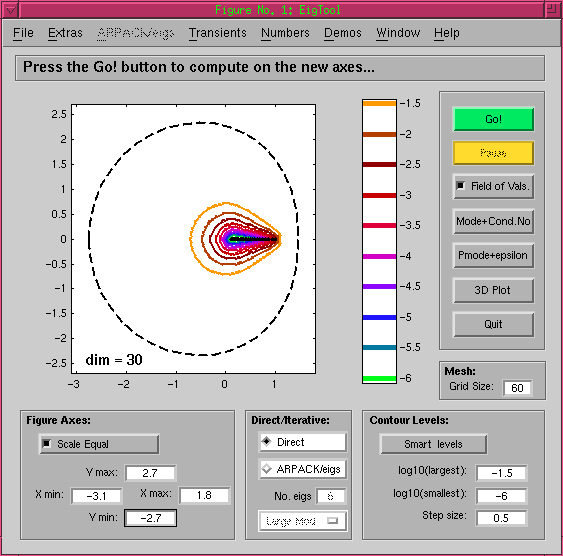 Figure No. 1: EigTool
File Extras ARPACK/eigs Transients Numbers Demos Window Help
Press the Go! button to compute on the new axes...
2.5
2
1.5
1
0.5
0
−0.5
−1
−1.5
−2
−2.5
dim = 30
−3 −2 −1 0 1
−1.5
−2
−2.5
−3
−3.5
−4
−4.5
−5
−5.5
−6
Go!
Pause
Field of Vals.
Mode+Cond.No
Pmode+epsilon
3D Plot
Quit
Mesh:
Grid Size: 60
Figure Axes:
Scale Equal
Y max: 2.7
X min: -3.1 X max: 1.8
Y min: -2.7
Direct/Iterative:
Direct
ARPACK/eigs
No. eigs 6
Large Mod
Contour Levels:
Smart levels
log10(largest): -1.5
log10(smallest): -6
Step size: 0.5